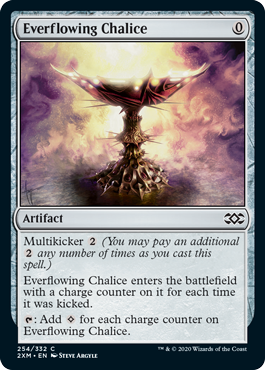 Everflowing Chalice 0
Artifact
Multikicker 2 (You may pay an additional
2 any number of times as you cast this
spell.)
Everflowing Chalice enters the battlefield
with a charge counter on it for each time
it was kicked.
: Add for each charge counter on
Everflowing Chalice.
254/332 C
2XM • EN Steve Argyle
™ & © 2020 Wizards of the Coast